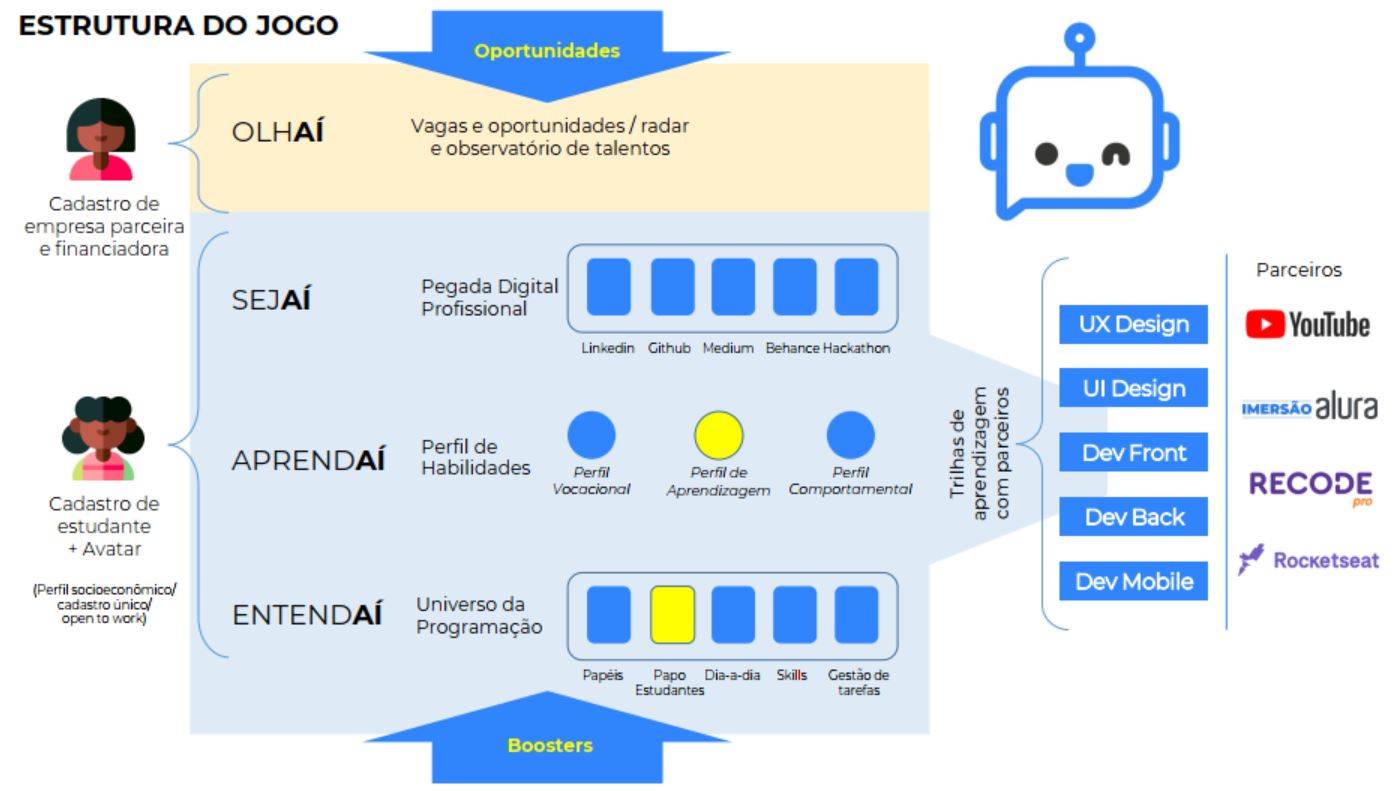 ESTRUTURA DO JOGO
Oportunidades
OLHAÍ
Vagas e oportunidades / radar
e observatório de talentos
Cadastro de
empresa parceira
e financiadora
SEJAÍ
Pegada Digital
Profissional
Linkedin
Github
Medium
Behance
Hackathon
APRENDAÍ
Perfil de
Habilidades
Perfil
Vocacional
Perfil de
Aprendizagem
Perfil
Comportamental
Cadastro de
estudante
+ Avatar
(Perfil socioeconômico/
cadastro único/
open to work)
ENTENDAÍ
Universo da
Programação
Papéis
Papo
Estudantes
Dia-a-dia
Skills
Gestão de
tarefas
Boosters
Trilhas de
aprendizagem
com parceiros
UX Design
UI Design
Dev Front
Dev Back
Dev Mobile
Parceiros
YouTube
IMERSÃO alura
RECODE
pro
Rocketseat